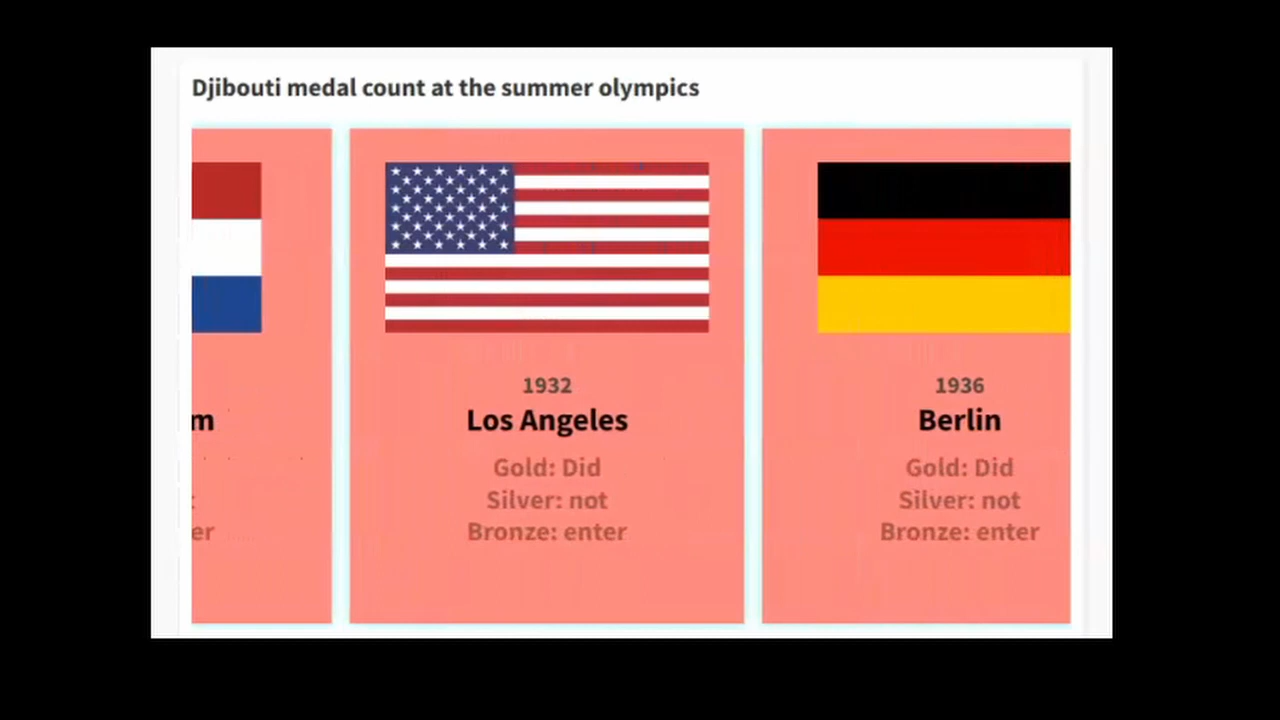 Djibouti medal count at the summer olympics
m
er
1932
Los Angeles
Gold: Did
Silver: not
Bronze: enter
1936
Berlin
Gold: Did
Silver: not
Bronze: enter